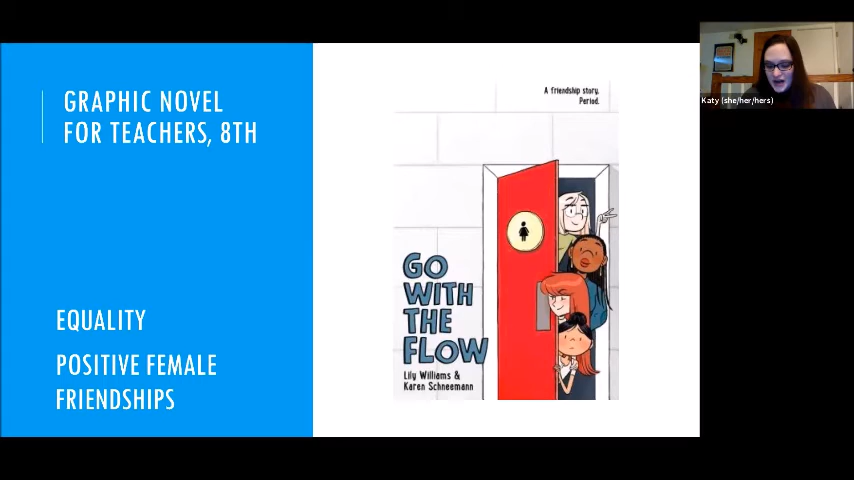 GRAPHIC NOVEL
FOR TEACHERS, 8TH
EQUALITY
POSITIVE FEMALE
FRIENDSHIPS
A friendship story.
Period.
GO
WITH
THE
FLOW
Lily Williams &
Karen Schneemann
Katy (she/her/hers)